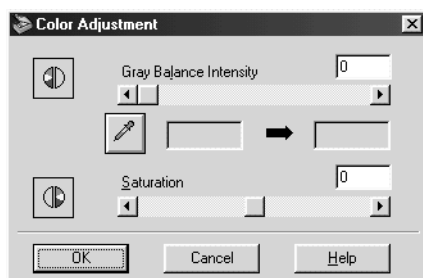 Color Adjustment
Gray Balance Intensity
0
Saturation
0
OK
Cancel
Help